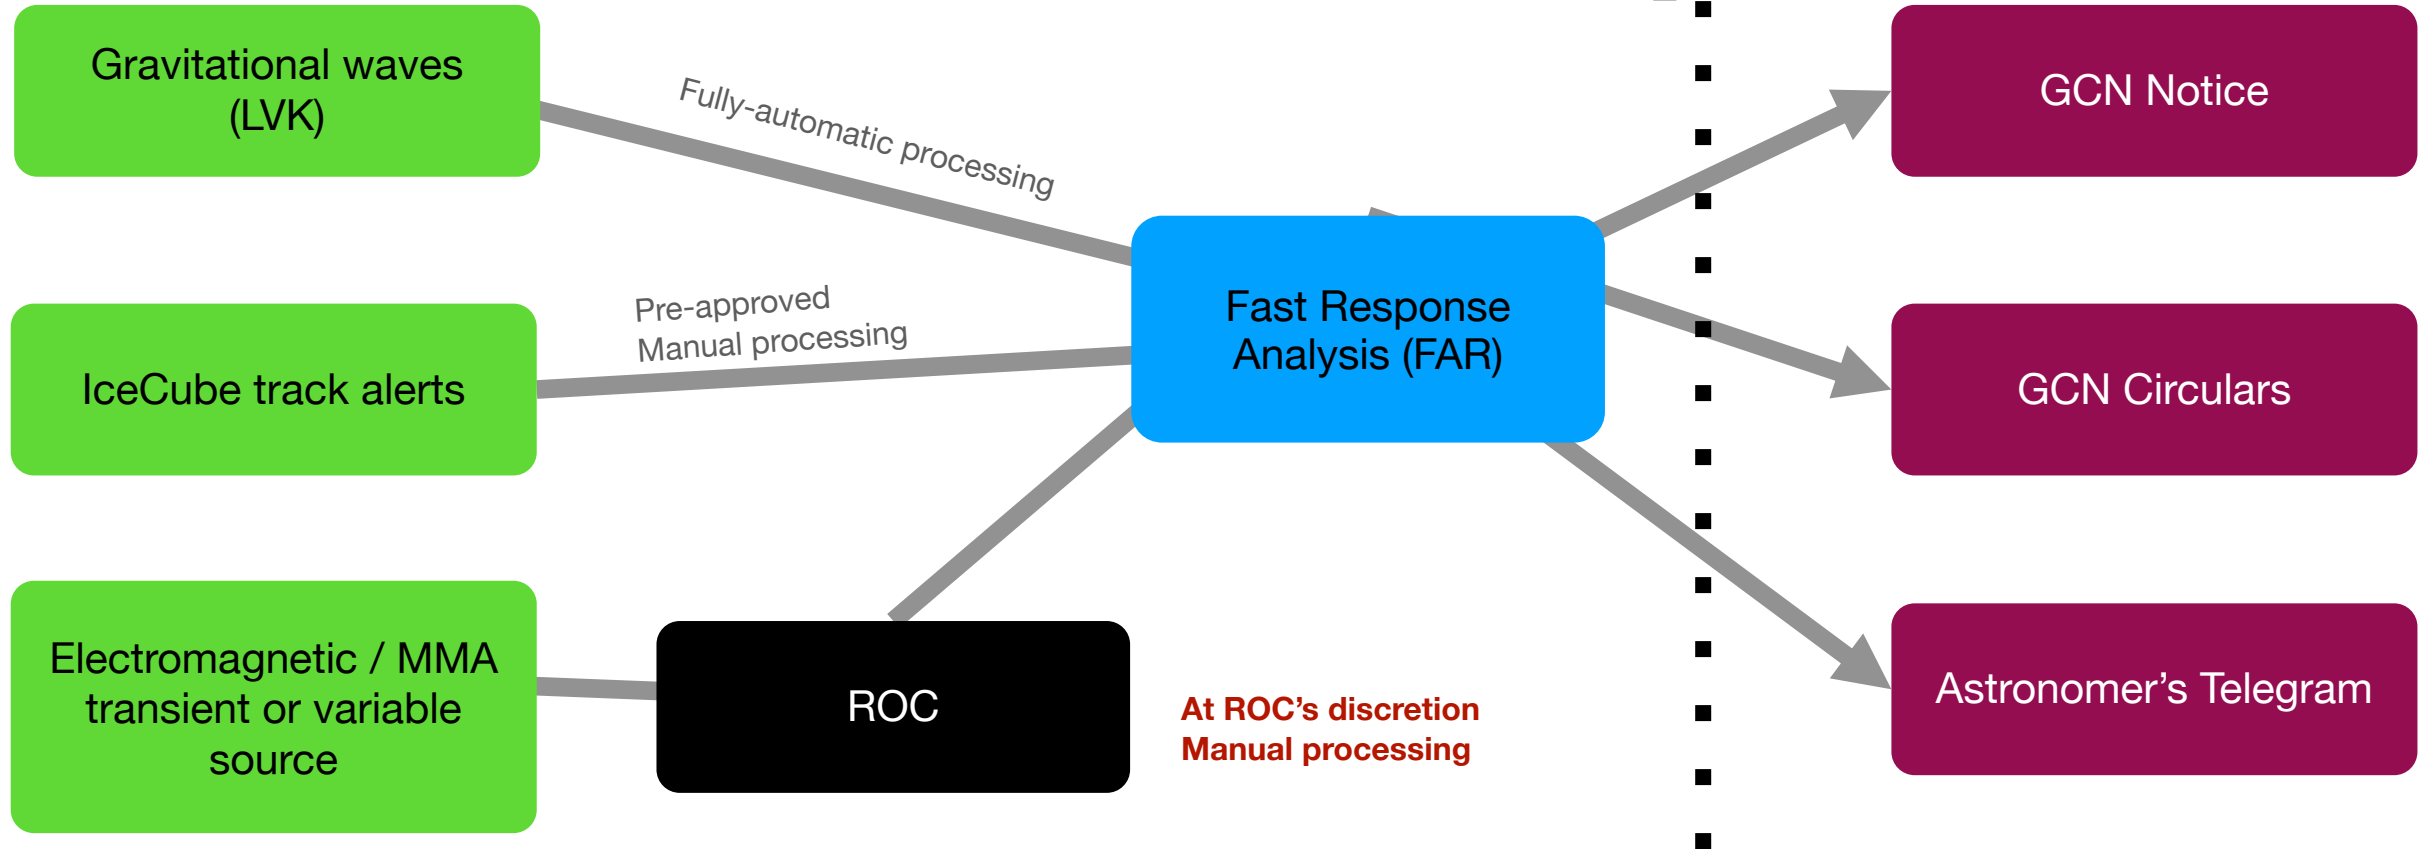 Gravitational waves
(LVK)
Fully-automatic processing
GCN Notice
Pre-approved
Manual processing
IceCube track alerts
Fast Response
Analysis (FAR)
GCN Circulars
Electromagnetic / MMA
transient or variable
source
ROC
At ROC's discretion
Manual processing
Astronomer’s Telegram